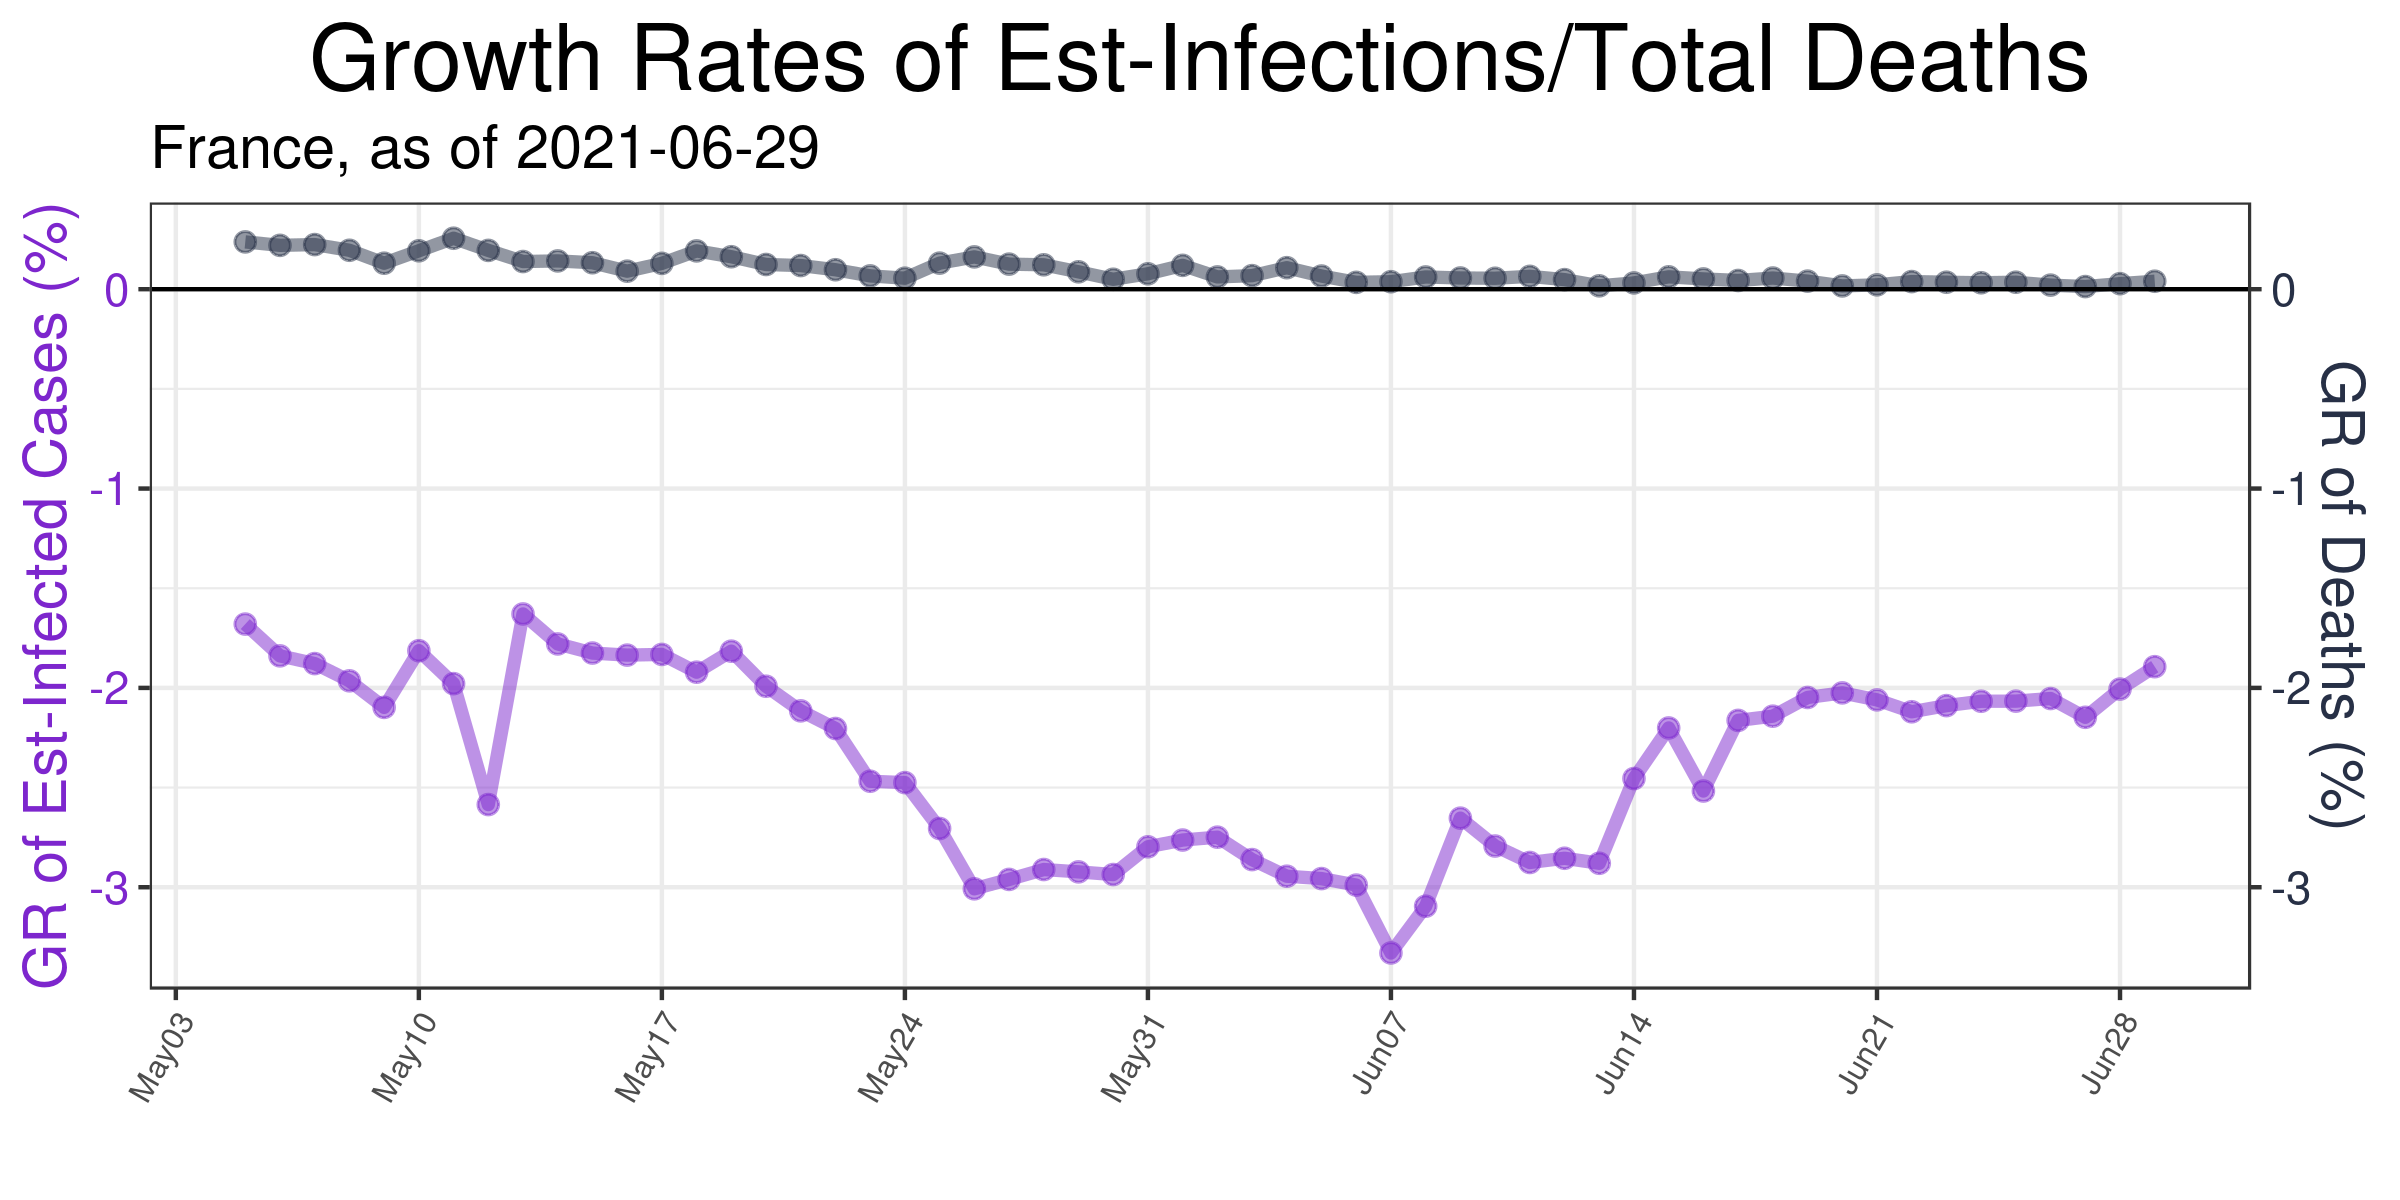 Growth Rates of Est-Infections/Total Deaths
France, as of 2021-06-29
GR of Est-Infected Cases (%)
0
-1
-2
-3
0
-1
-2
-3
GR of Deaths (%)
May03
May10
May17
May24
May31
Jun07
Jun14
Jun21
Jun28